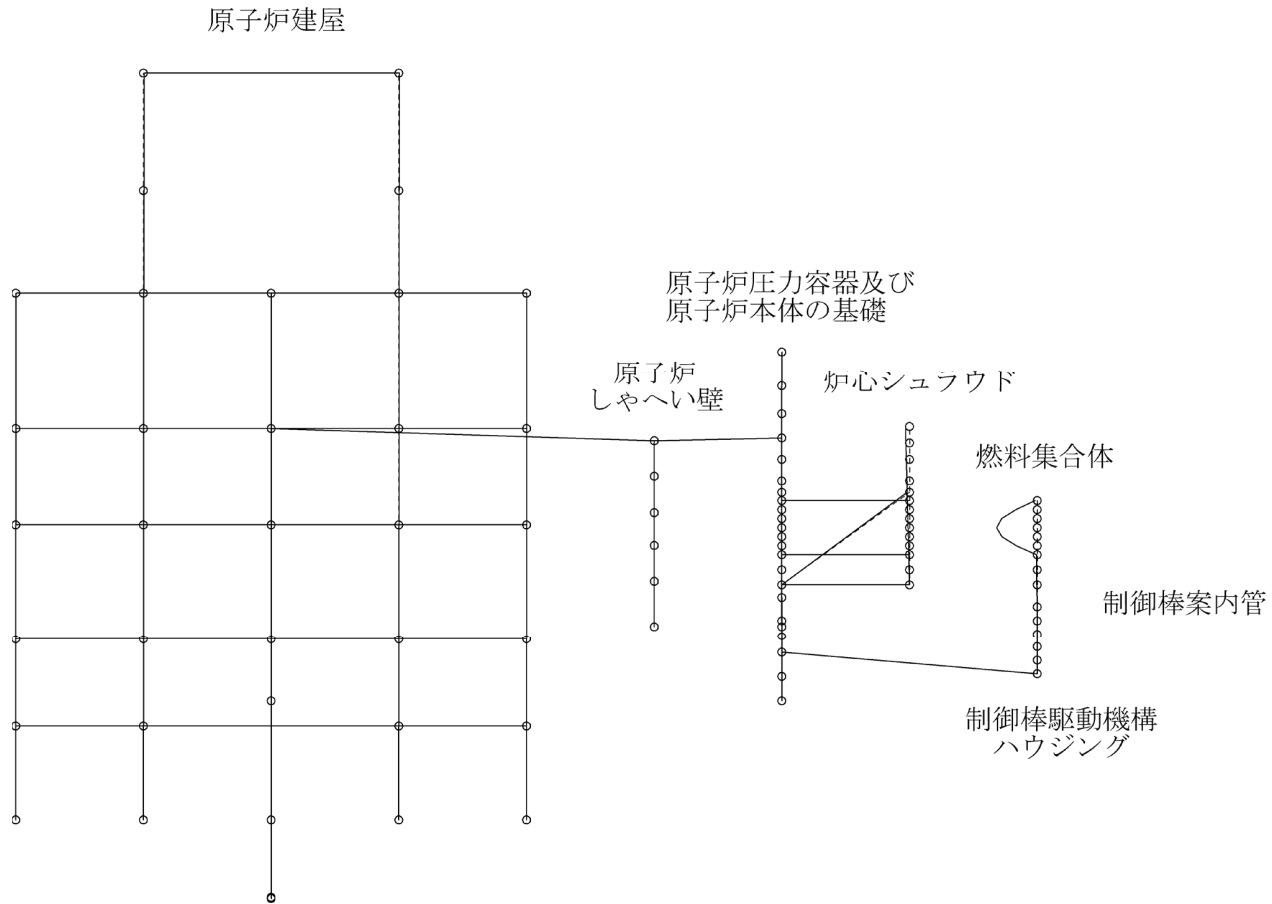 原子炉建屋
原子炉圧力容器及び
原子炉本体の基礎
原子炉
しゃへい壁
炉心シュラウド
燃料集合体
制御棒案内管
制御棒駆動機構
ハウジング